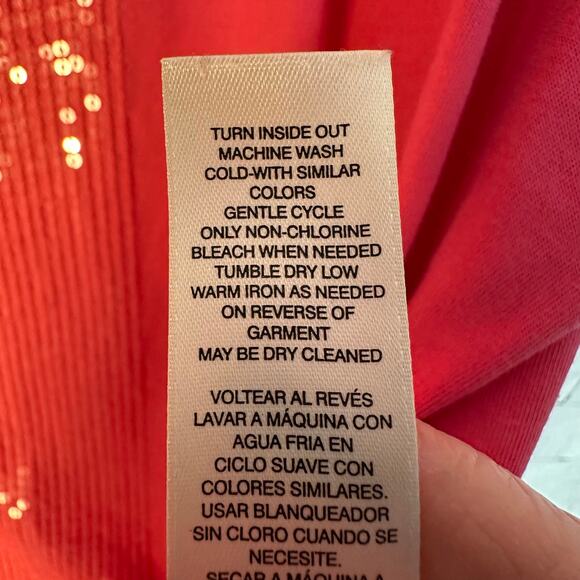 TURN INSIDE OUT
MACHINE WASH
COLD-WITH SIMILAR
COLORS
GENTLE CYCLE
ONLY NON-CHLORINE
BLEACH WHEN NEEDED
TUMBLE DRY LOW
WARM IRON AS NEEDED
ON REVERSE OF
GARMENT
MAY BE DRY CLEANED
VOLTEAR AL REVÉS
LAVAR A MÁQUINA CON
AGUA FRIA EN
CICLO SUAVE CON
COLORES SIMILARES.
USAR BLANQUEADOR
SIN CLORO CUANDO SE
NECESITE.
SECAR A MÁQUINA A